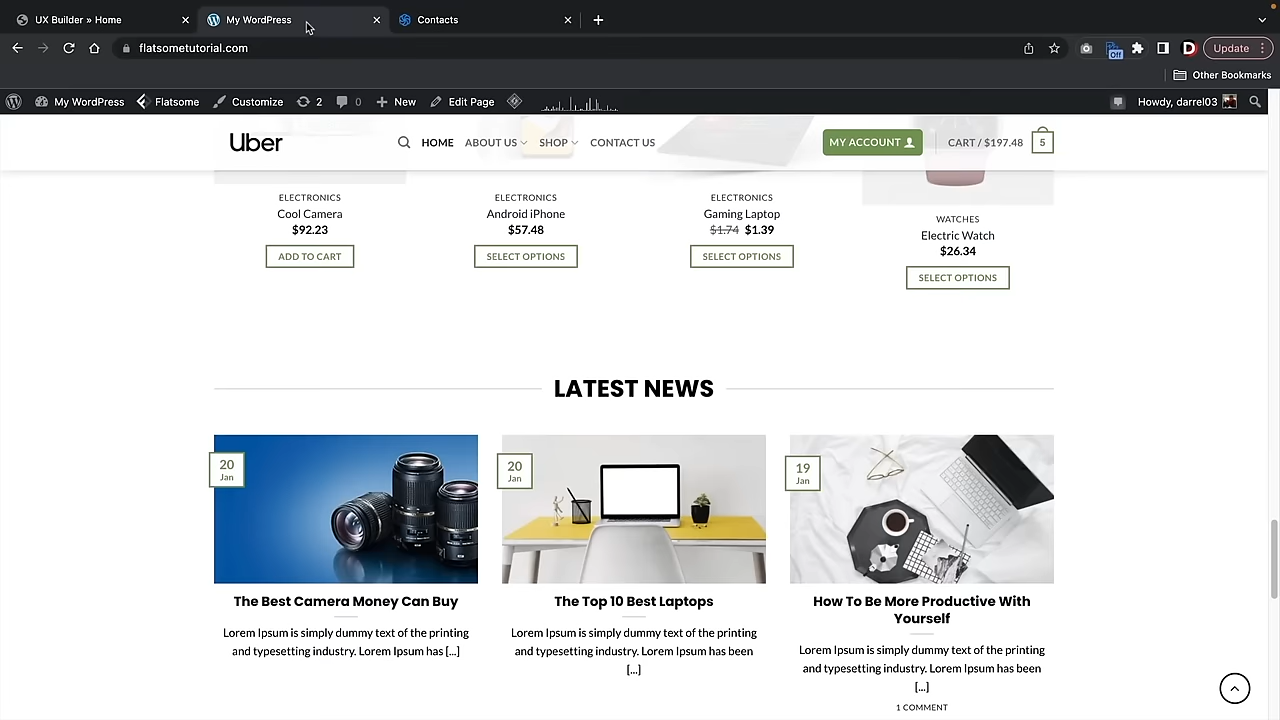 UX Builder » Home
My WordPress
Contacts
flatsometutorial.com
Off
D
Update
Other Bookmarks
My WordPress
Flatsome
Customize
2
0
New
Edit Page
Howdy, darrel03
Uber
HOME
ABOUT US
SHOP
CONTACT US
MY ACCOUNT
CART / $197.48
5
ELECTRONICS
Cool Camera
$92.23
ADD TO CART
ELECTRONICS
Android iPhone
$57.48
SELECT OPTIONS
ELECTRONICS
Gaming Laptop
$1.74 $1.39
SELECT OPTIONS
WATCHES
Electric Watch
$26.34
SELECT OPTIONS
LATEST NEWS
20
Jan
The Best Camera Money Can Buy
Lorem Ipsum is simply dummy text of the printing
and typesetting industry. Lorem Ipsum has [...]
20
Jan
The Top 10 Best Laptops
Lorem Ipsum is simply dummy text of the printing
and typesetting industry. Lorem Ipsum has been
[...]
19
Jan
How To Be More Productive With
Yourself
Lorem Ipsum is simply dummy text of the printing
and typesetting industry. Lorem Ipsum has been
[...]
1 COMMENT